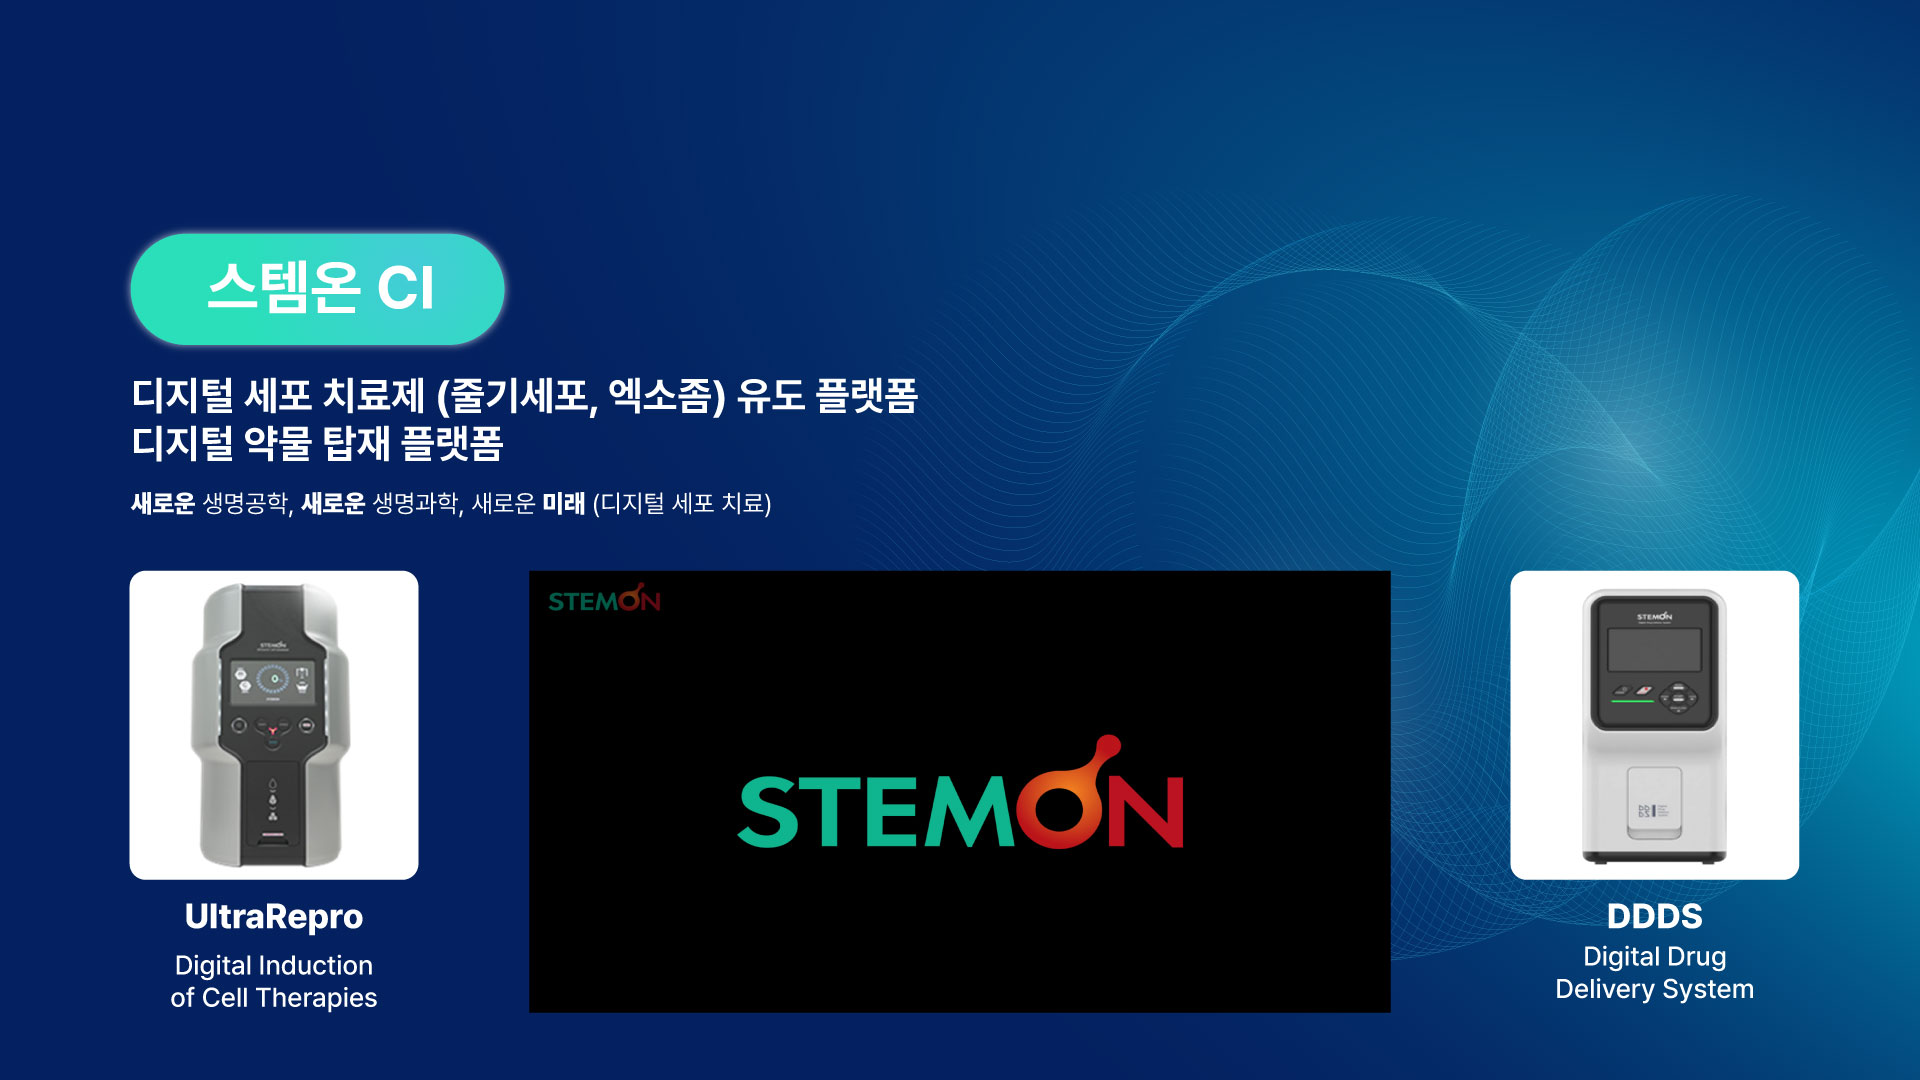 스템온 CI
디지털 세포 치료제 (줄기세포, 엑소좀) 유도 플랫폼
디지털 약물 탑재 플랫폼
새로운 생명공학, 새로운 생명과학, 새로운 미래 (디지털 세포 치료)
STEMON
STEMON
STEMON
STEMON
UltraRepro
Digital Induction
of Cell Therapies
DDDS
Digital Drug
Delivery System